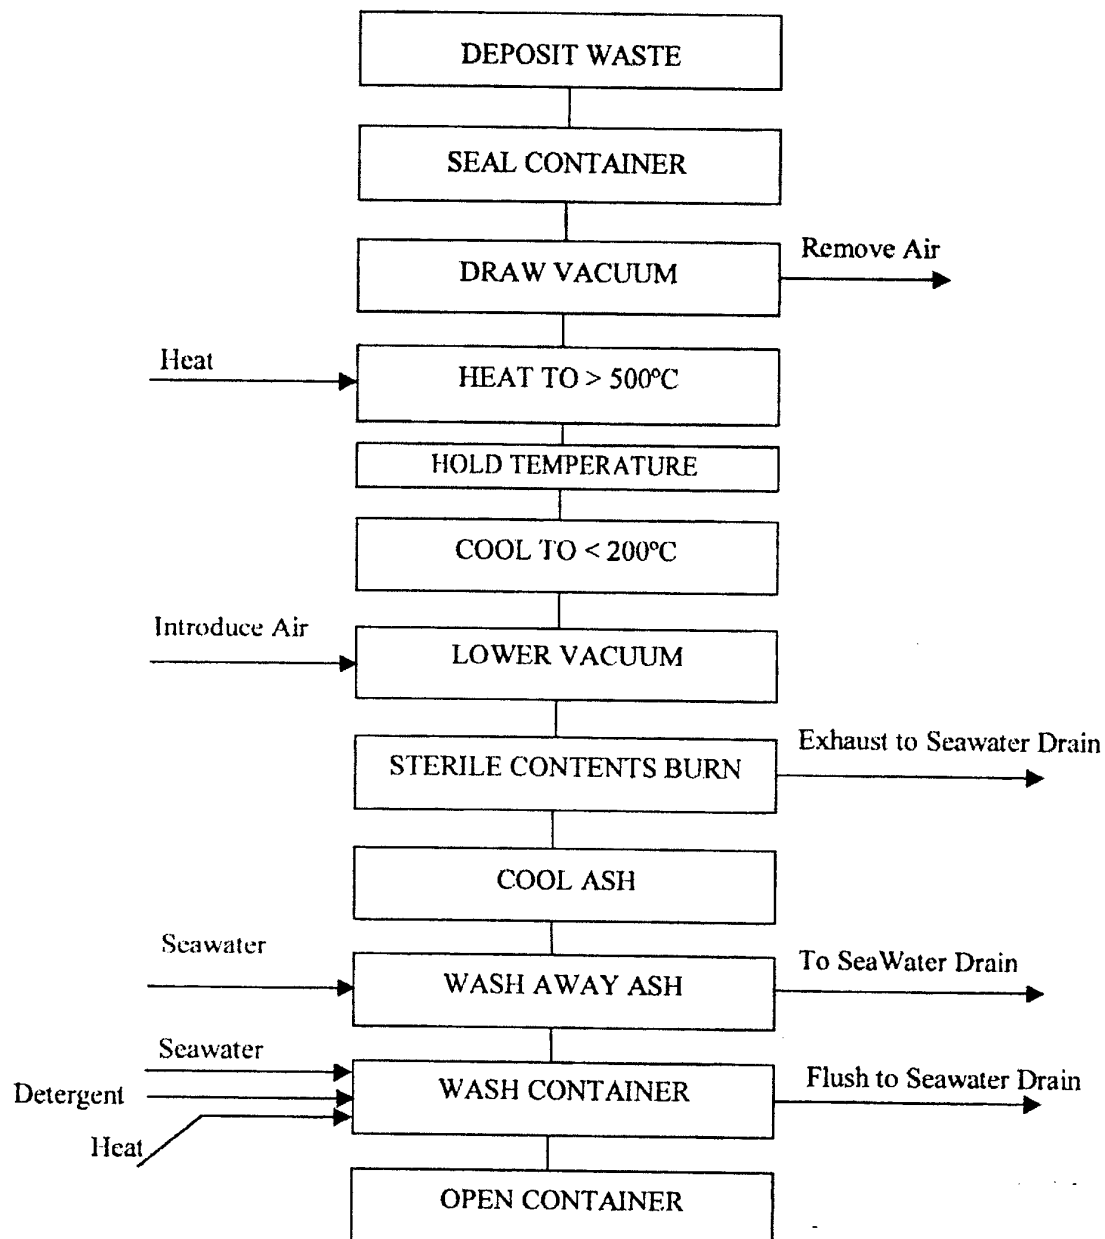 DEPOSIT WASTE
SEAL CONTAINER
DRAW VACUUM
Remove Air
Heat
HEAT TO > 500ºC
HOLD TEMPERATURE
COOL TO < 200ºC
Introduce Air
LOWER VACUUM
STERILE CONTENTS BURN
Exhaust to Seawater Drain
COOL ASH
Seawater
WASH AWAY ASH
To SeaWater Drain
Seawater
Detergent
Heat
WASH CONTAINER
Flush to Seawater Drain
OPEN CONTAINER